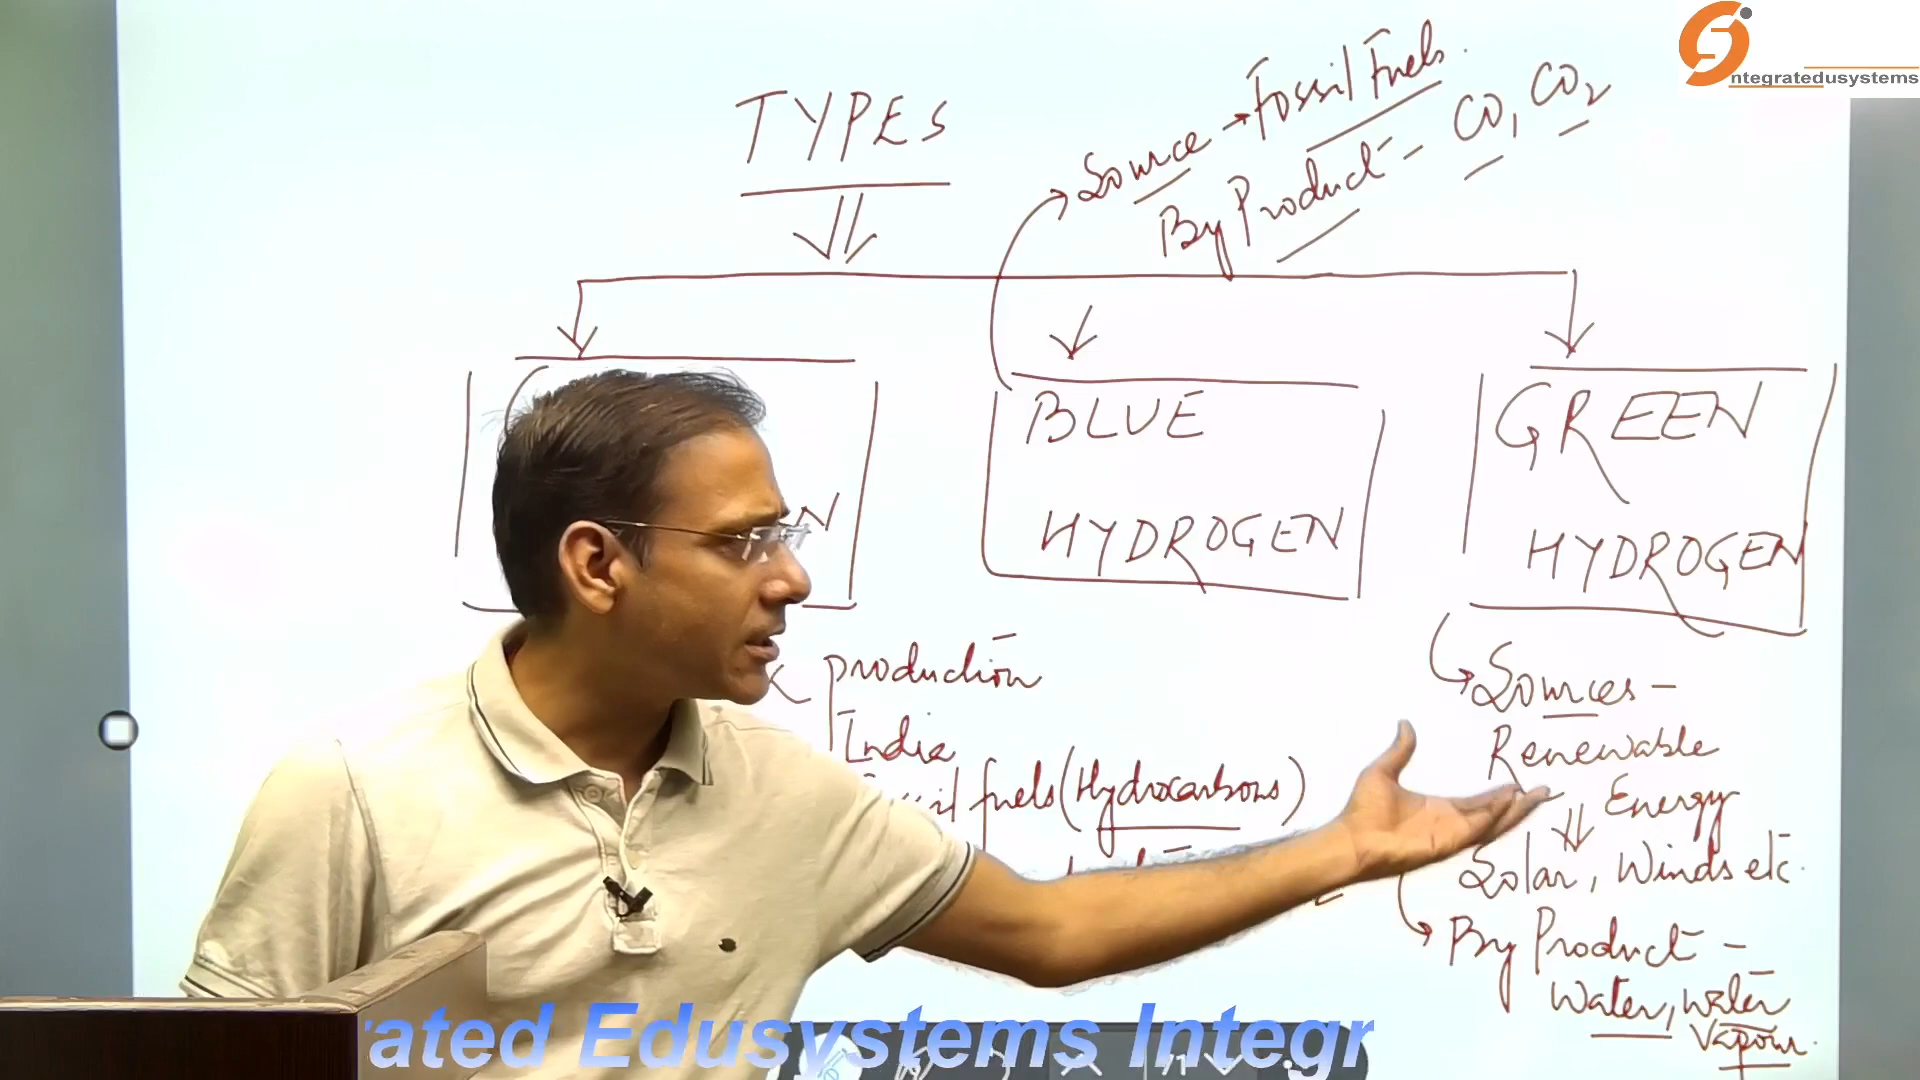 ntegratedusystems
TYPES
Source → Fossil Fuels.
By Product - CO, CO2
BLUE
HYDROGEN
GREEN
HYDROGEN
production
India
fuels (Hydrocarbons)
Sources -
Renewable
Energy
Solar, Winds etc.
By Product -
Water, water
Vapour.
ated Edusystems Integr